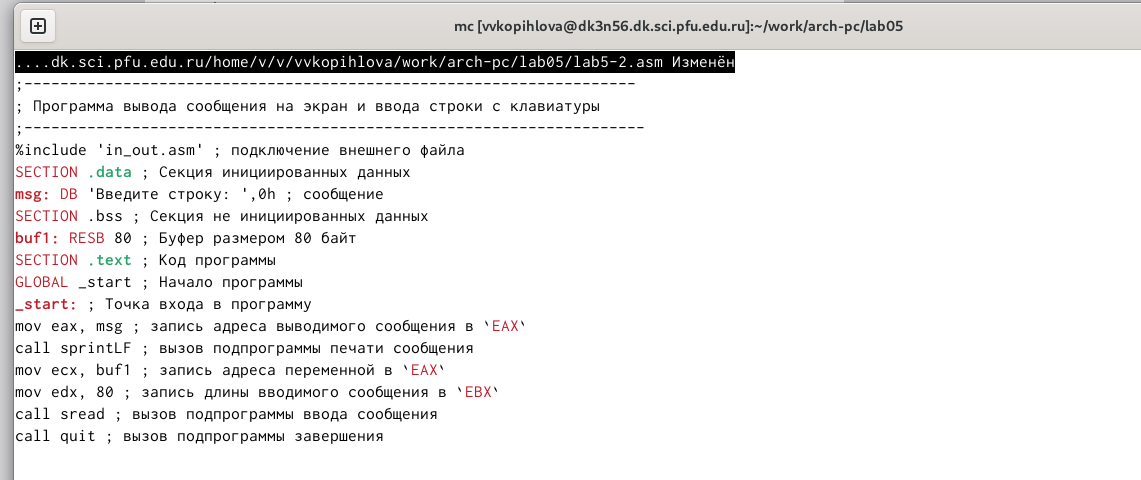 mc [vvkopihlova@dk3n56.dk.sci.pfu.edu.ru]:~/work/arch-pc/lab05
....dk.sci.pfu.edu.ru/home/v/v/vvkopihlova/work/arch-pc/lab05/lab5-2.asm Изменён
;--------------------------------------------------------------------
; Программа вывода сообщения на экран и ввода строки с клавиатуры
;---------------------------------------------------------------------
%include 'in_out.asm' ; подключение внешнего файла
SECTION .data ; Секция инициированных данных
msg: DB 'Введите строку: ',0h ; сообщение
SECTION .bss ; Секция не инициированных данных
buf1: RESB 80 ; Буфер размером 80 байт
SECTION .text ; Код программы
GLOBAL _start ; Начало программы
_start: ; Точка входа в программу
mov eax, msg ; запись адреса выводимого сообщения в `EAX`
call sprintLF ; вызов подпрограммы печати сообщения
mov ecx, buf1 ; запись адреса переменной в `EAX`
mov edx, 80 ; запись длины вводимого сообщения в `EBX`
call sread ; вызов подпрограммы ввода сообщения
call quit ; вызов подпрограммы завершения